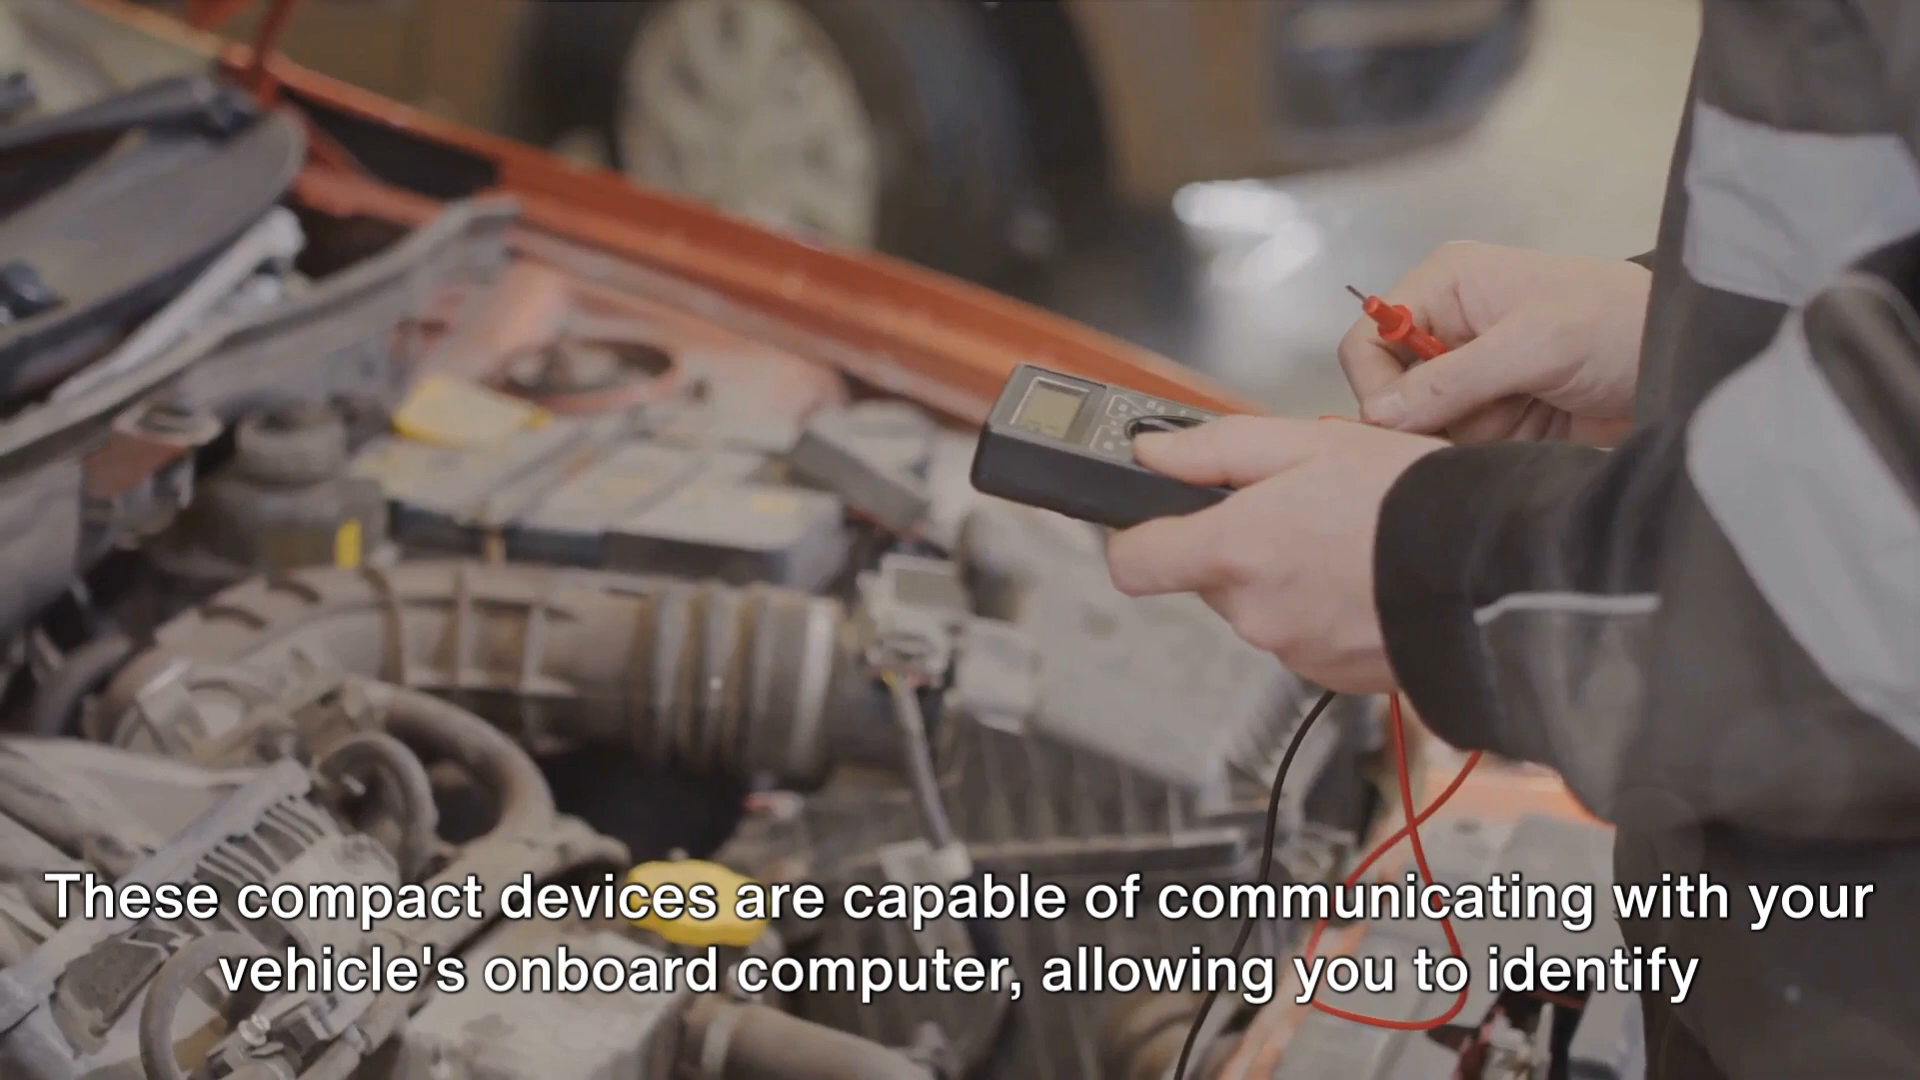 These compact devices are capable of communicating with your
vehicle's onboard computer, allowing you to identify